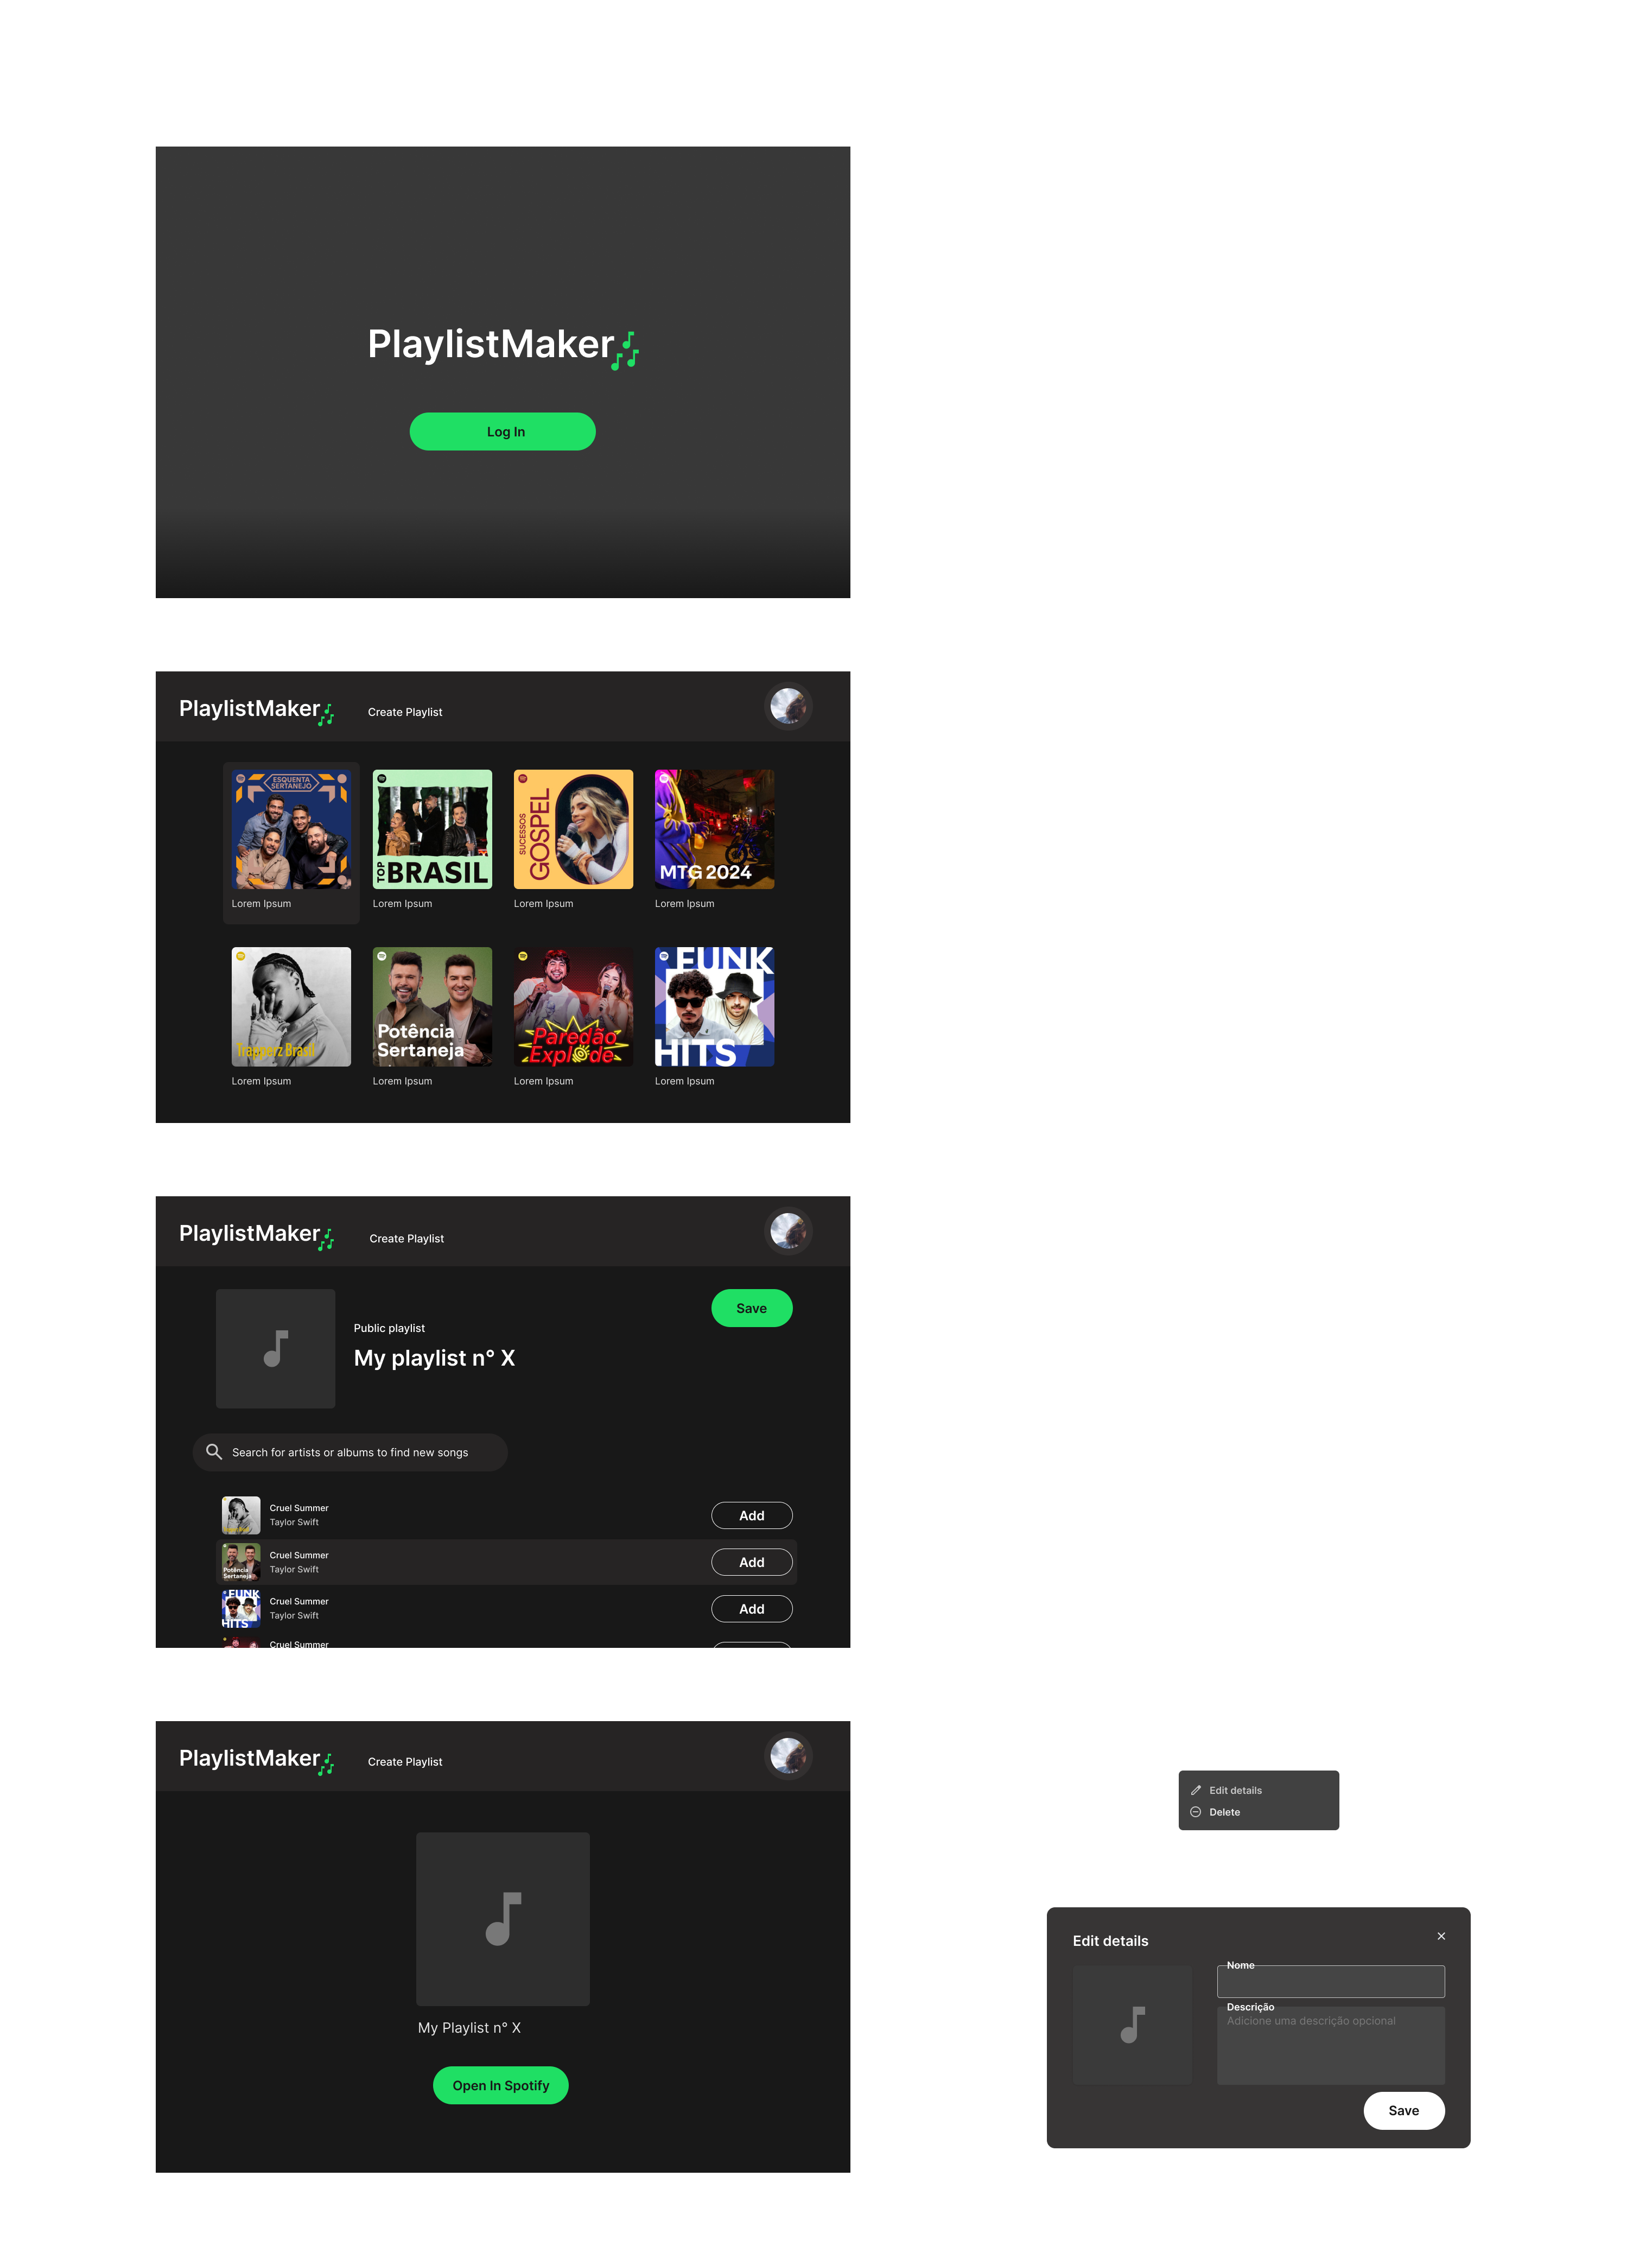 PlaylistMaker
Log In
PlaylistMaker
Create Playlist
ESQUENTA
SERTANEJO
TOP
BRASIL
SUCESSOS
GOSPEL
MTG 2024
Lorem Ipsum
Lorem Ipsum
Lorem Ipsum
Lorem Ipsum
Trapperz Brasil
Potência
Sertaneja
Paredão
Explode
FUNK
HITS
Lorem Ipsum
Lorem Ipsum
Lorem Ipsum
Lorem Ipsum
PlaylistMaker
Create Playlist
Save
Public playlist
My playlist n° X
Search for artists or albums to find new songs
Cruel Summer
Taylor Swift
Add
Potência
Sertaneja
Cruel Summer
Taylor Swift
Add
FUNK
HITS
Cruel Summer
Taylor Swift
Add
Cruel Summer
PlaylistMaker
Create Playlist
My Playlist n° X
Open In Spotify
Edit details
Delete
Edit details
Nome
Descrição
Adicione uma descrição opcional
Save